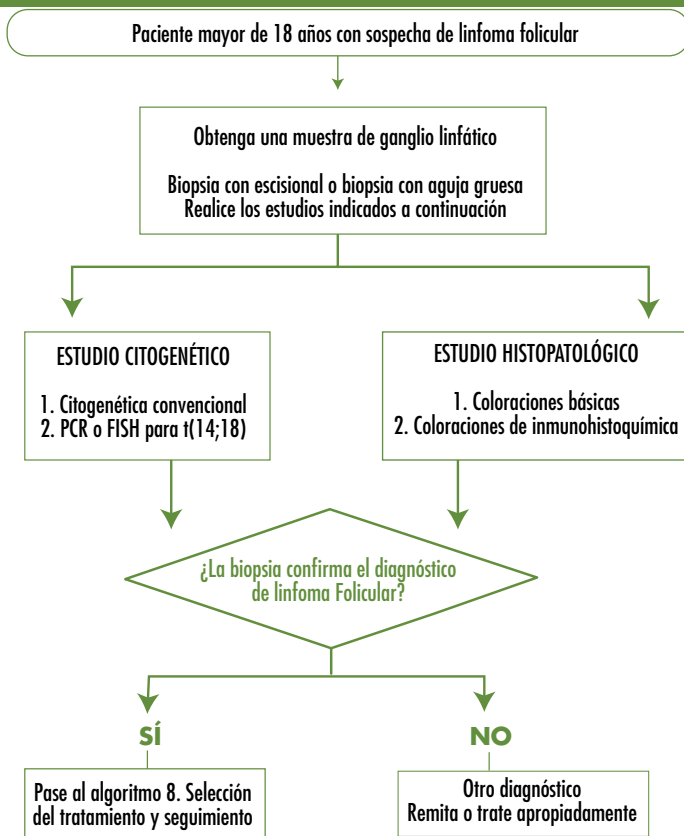 Paciente mayor de 18 años con sospecha de linfoma folicular
Obtenga una muestra de ganglio linfático
Biopsia con escisional o biopsia con aguja gruesa
Realice los estudios indicados a continuación
ESTUDIO CITOGENÉTICO
1. Citogenética convencional
2. PCR o FISH para t(14;18)
ESTUDIO HISTOPATOLÓGICO
1. Coloraciones básicas
2. Coloraciones de inmunohistoquímica
¿La biopsia confirma el diagnóstico
de linfoma Folicular?
SÍ
Pase al algoritmo 8. Selección
del tratamiento y seguimiento
NO
Otro diagnóstico
Remita o trate apropiadamente